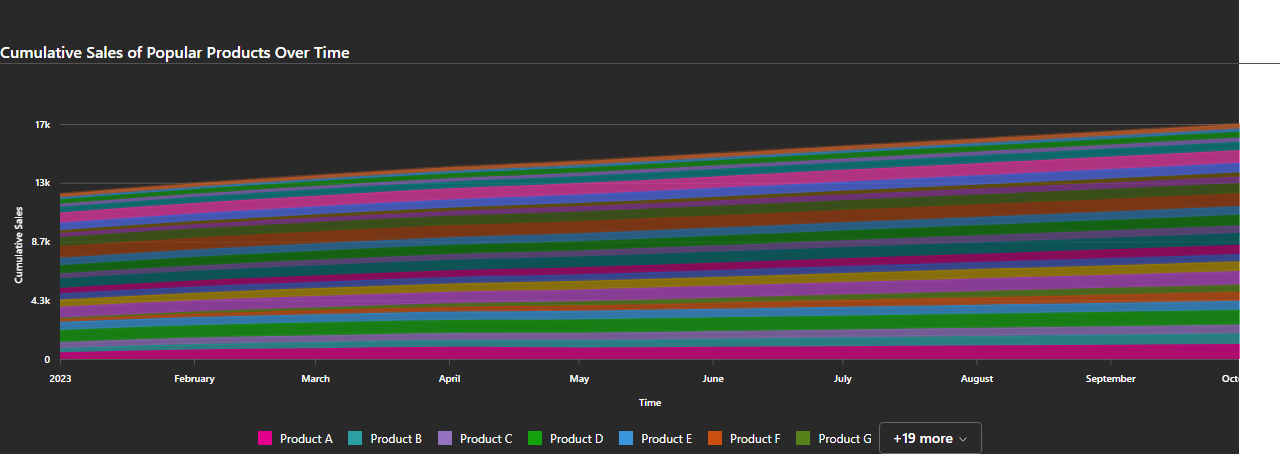 Cumulative Sales of Popular Products Over Time
17k
13k
8.7k
4.3k
0
Cumulative Sales
2023 February March April May June July August September Octo
Time
Product A Product B Product C Product D Product E Product F Product G +19 more